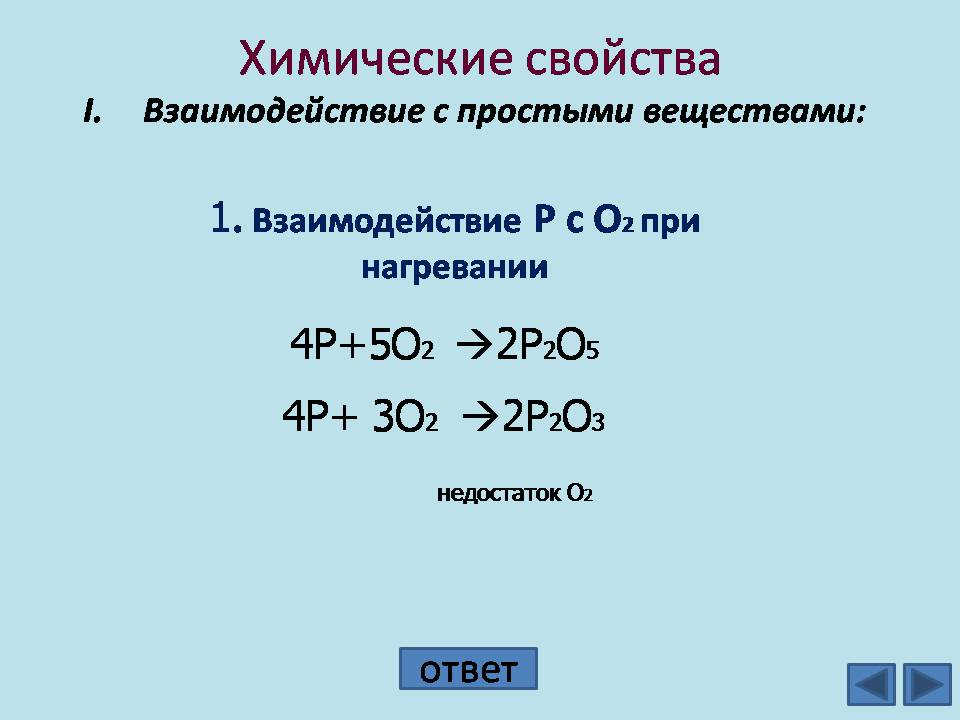 Химические свойства
I. Взаимодействие с простыми веществами:
1. Взаимодействие P с O₂ при
нагревании
4P+5O₂ →2P₂O₅
4P+ 3O₂ →2P₂O₃
недостаток O₂
ответ